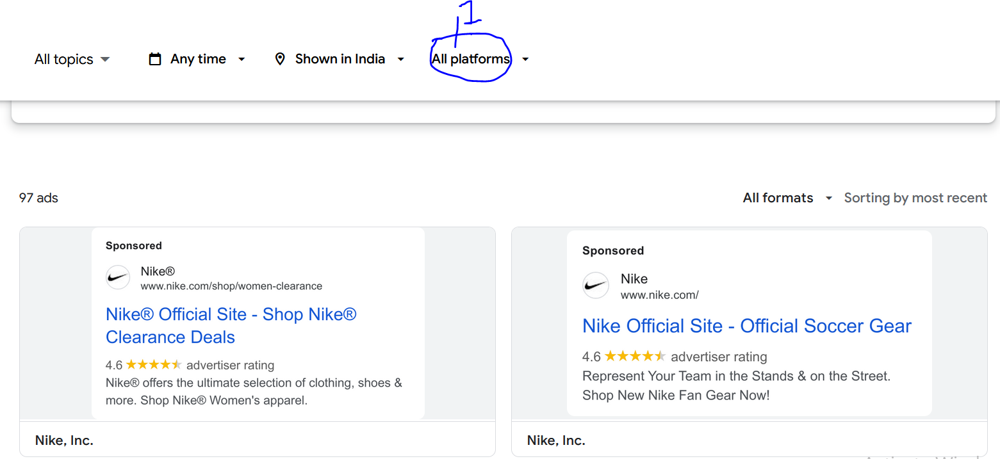 1
All topics Any time Shown in India All platforms
97 ads All formats Sorting by most recent
Sponsored
Nike®
www.nike.com/shop/women-clearance
Nike® Official Site - Shop Nike®
Clearance Deals
4.6 ★★★★★ advertiser rating
Nike® offers the ultimate selection of clothing, shoes &
more. Shop Nike® Women's apparel.
Nike, Inc.
Sponsored
Nike
www.nike.com/
Nike Official Site - Official Soccer Gear
4.6 ★★★★★ advertiser rating
Represent Your Team in the Stands & on the Street.
Shop New Nike Fan Gear Now!
Nike, Inc.